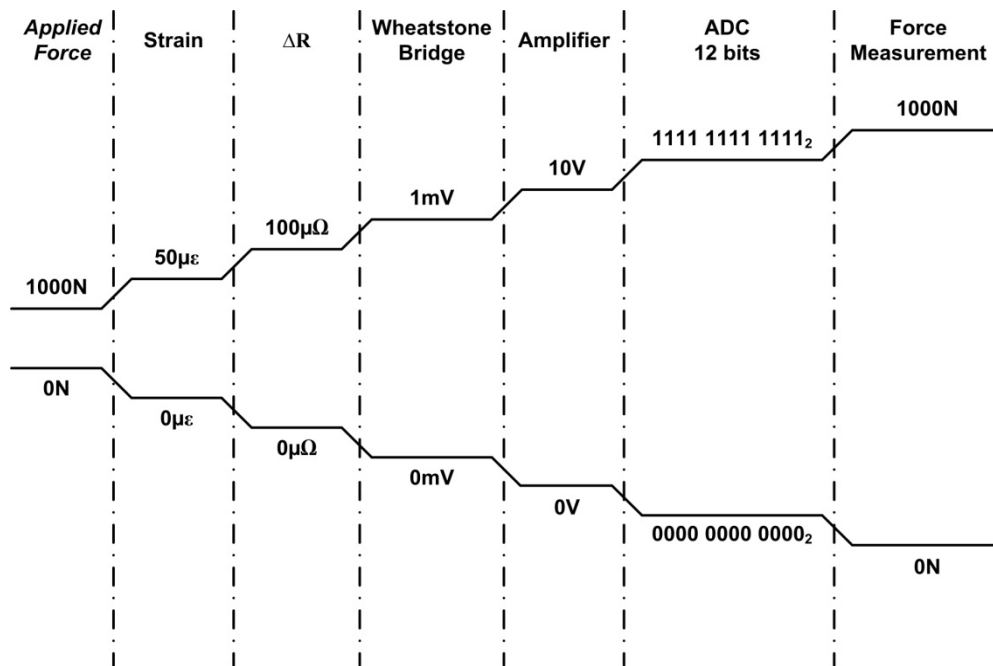 Applied
Force
Strain
ΔR
Wheatstone
Bridge
Amplifier
ADC
12 bits
Force
Measurement
1000N
50με
100μΩ
1mV
10V
1111 1111 1111₂
1000N
0N
0με
0μΩ
0mV
0V
0000 0000 0000₂
0N